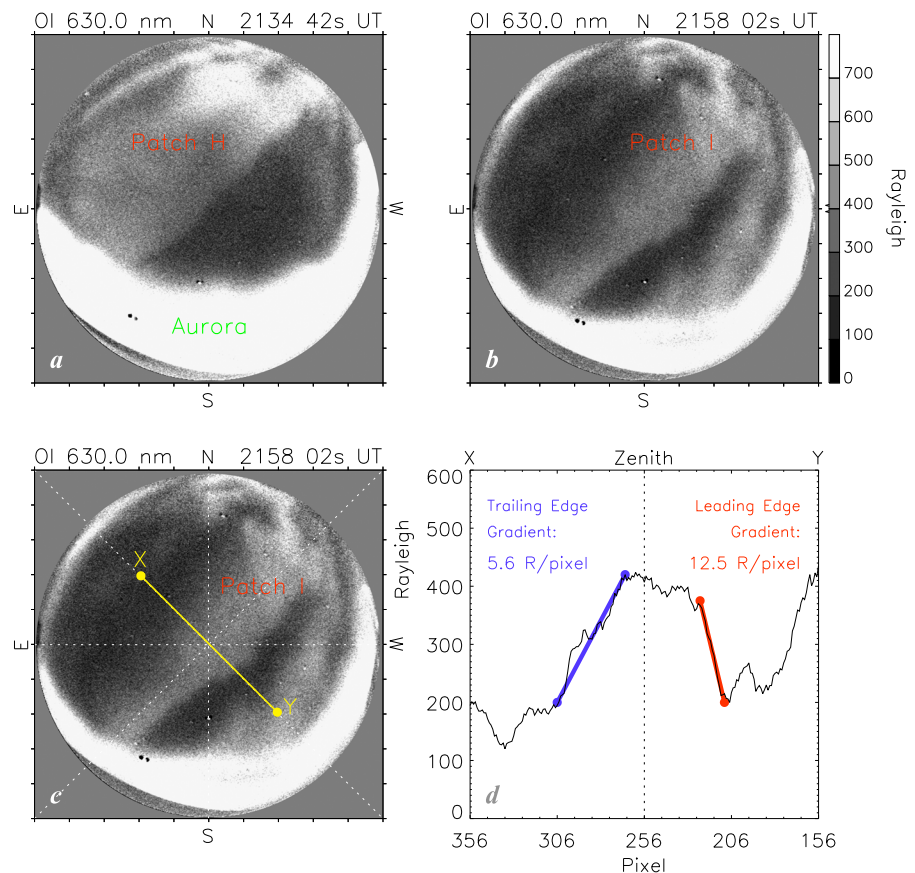 OI 630.0 nm N 2134 42s UT
Patch II
E
W
Aurora
a
S
OI 630.0 nm N 2158 02s UT
Patch I
E
b
S
700
600
500
400
300
200
100
0
Rayleigh
OI 630.0 nm N 2158 02s UT
X
Patch I
E
W
Y
c
S
X Zenith Y
600
500
400
300
200
100
0
Rayleigh
Trailing Edge
Gradient:
5.6 R/pixel
Leading Edge
Gradient:
12.5 R/pixel
d
356 306 256 206 156
Pixel